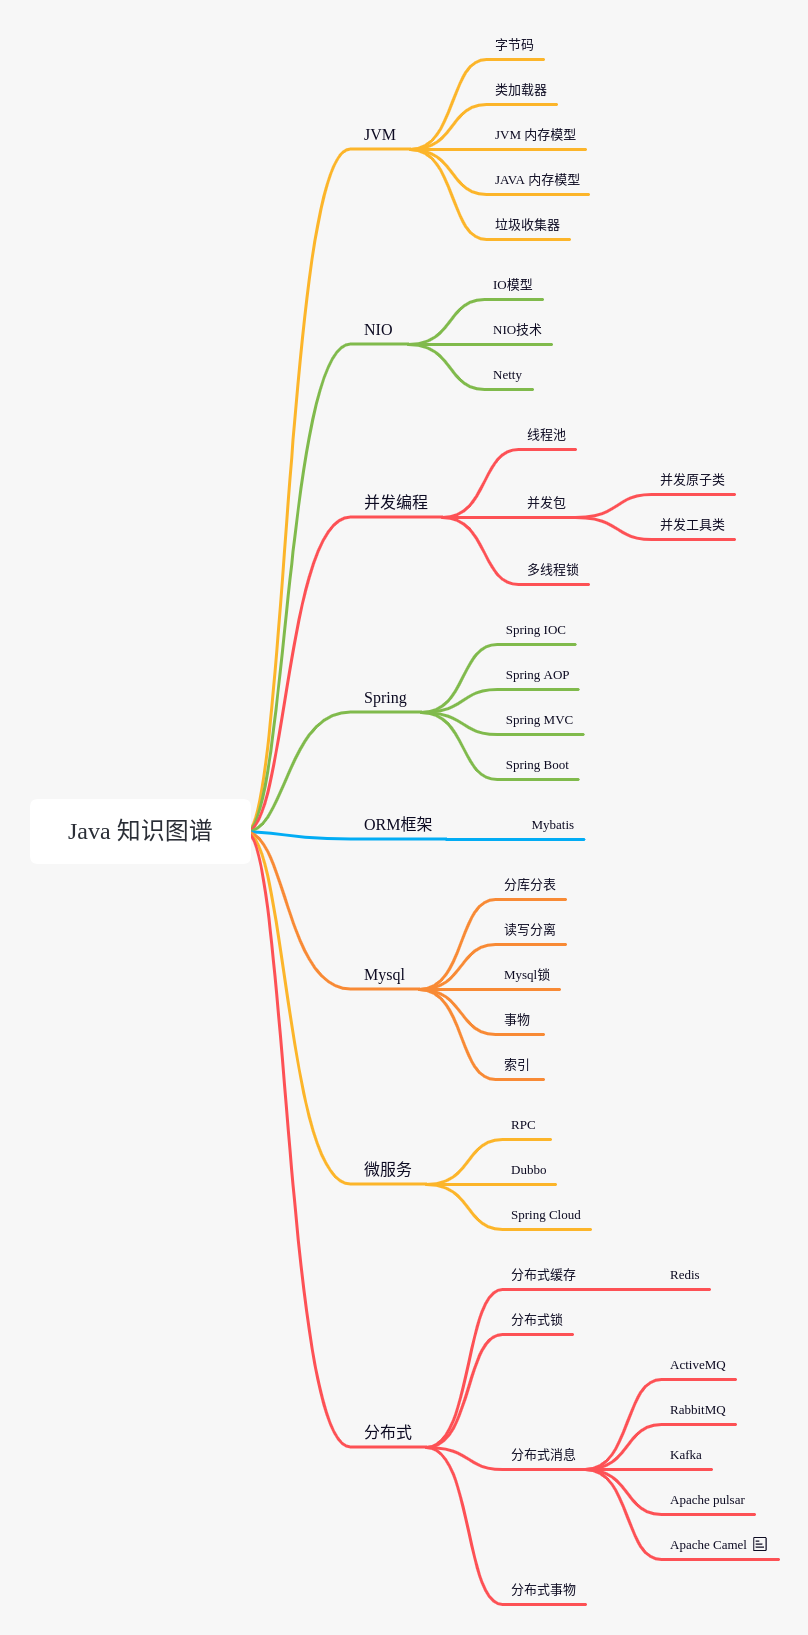 Java 知识图谱
JVM
字节码
类加载器
JVM 内存模型
JAVA 内存模型
垃圾收集器
NIO
IO模型
NIO技术
Netty
并发编程
线程池
并发包
并发原子类
并发工具类
多线程锁
Spring
Spring IOC
Spring AOP
Spring MVC
Spring Boot
ORM框架
Mybatis
Mysql
分库分表
读写分离
Mysql锁
事物
索引
微服务
RPC
Dubbo
Spring Cloud
分布式
分布式缓存
Redis
分布式锁
分布式消息
ActiveMQ
RabbitMQ
Kafka
Apache pulsar
Apache Camel
分布式事物